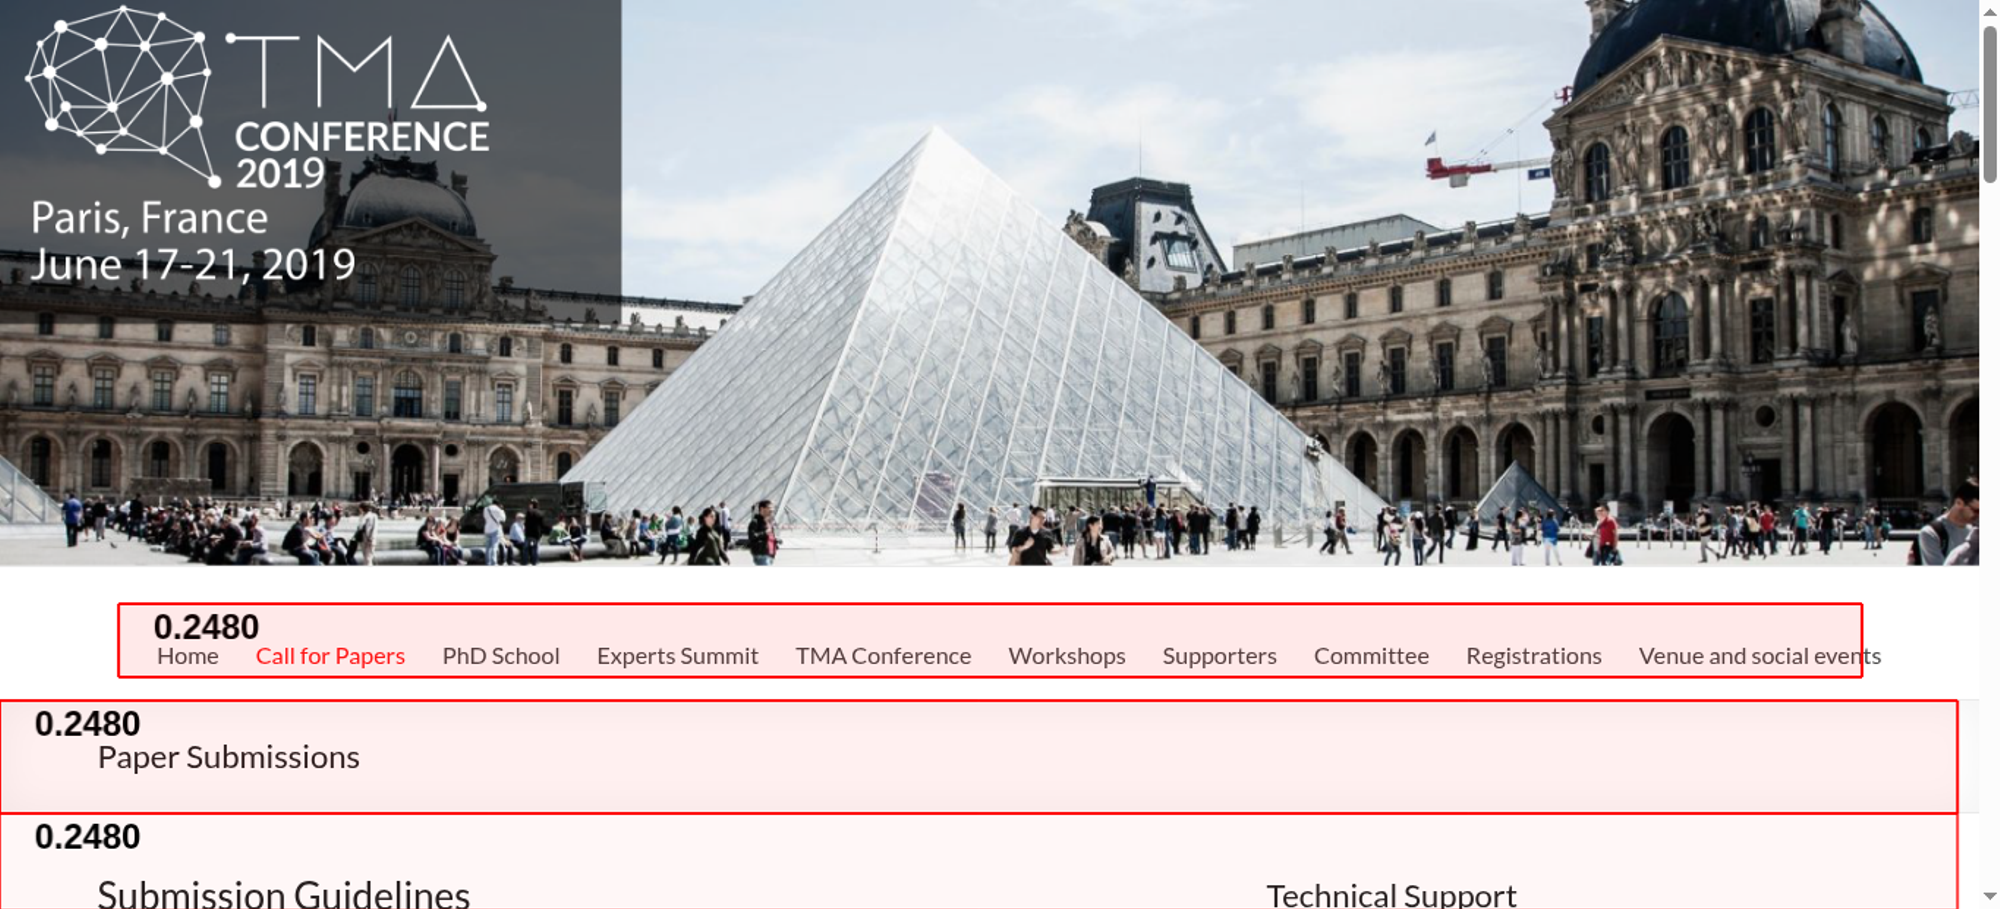 TMA
CONFERENCE
2019
Paris, France
June 17-21, 2019
0.2480
Home Call for Papers PhD School Experts Summit TMA Conference Workshops Supporters Committee Registrations Venue and social events
0.2480
Paper Submissions
0.2480
Submission Guidelines Technical Support